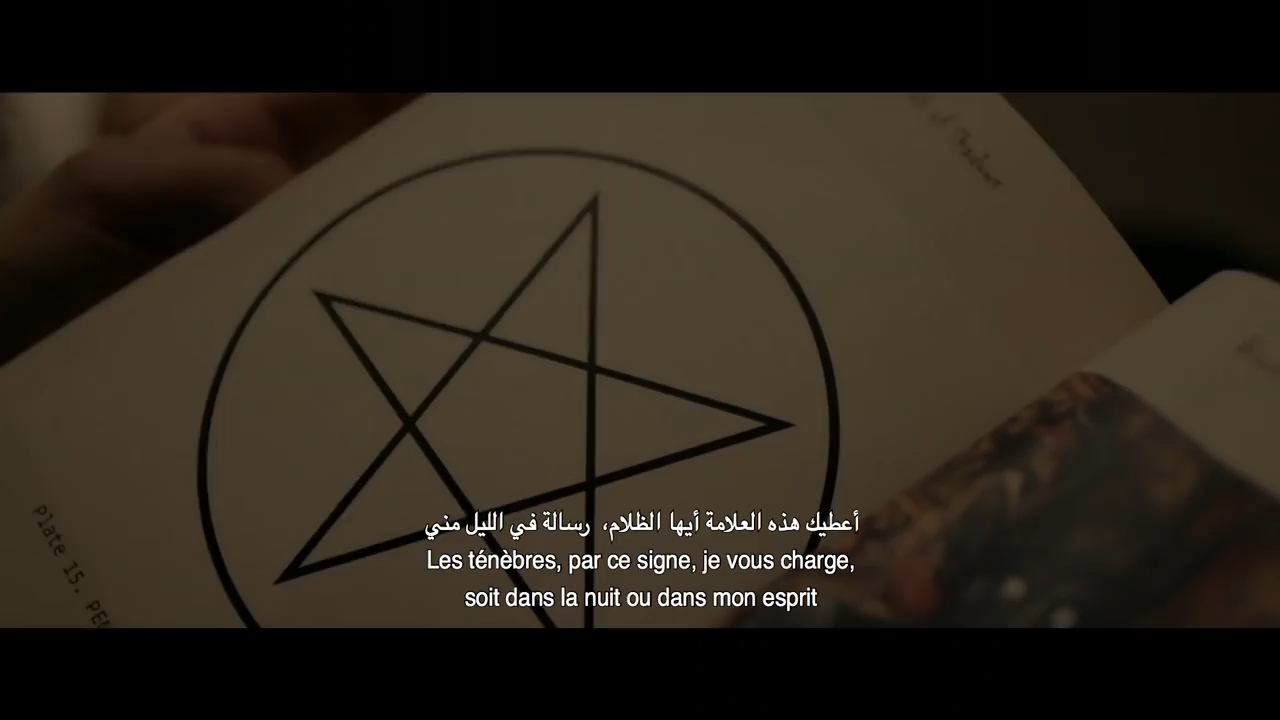 Plate 15.
أعطيك هذه العلامة أيها الظلام، رسالة في الليل مني
Les ténèbres, par ce signe, je vous charge,
soit dans la nuit ou dans mon esprit